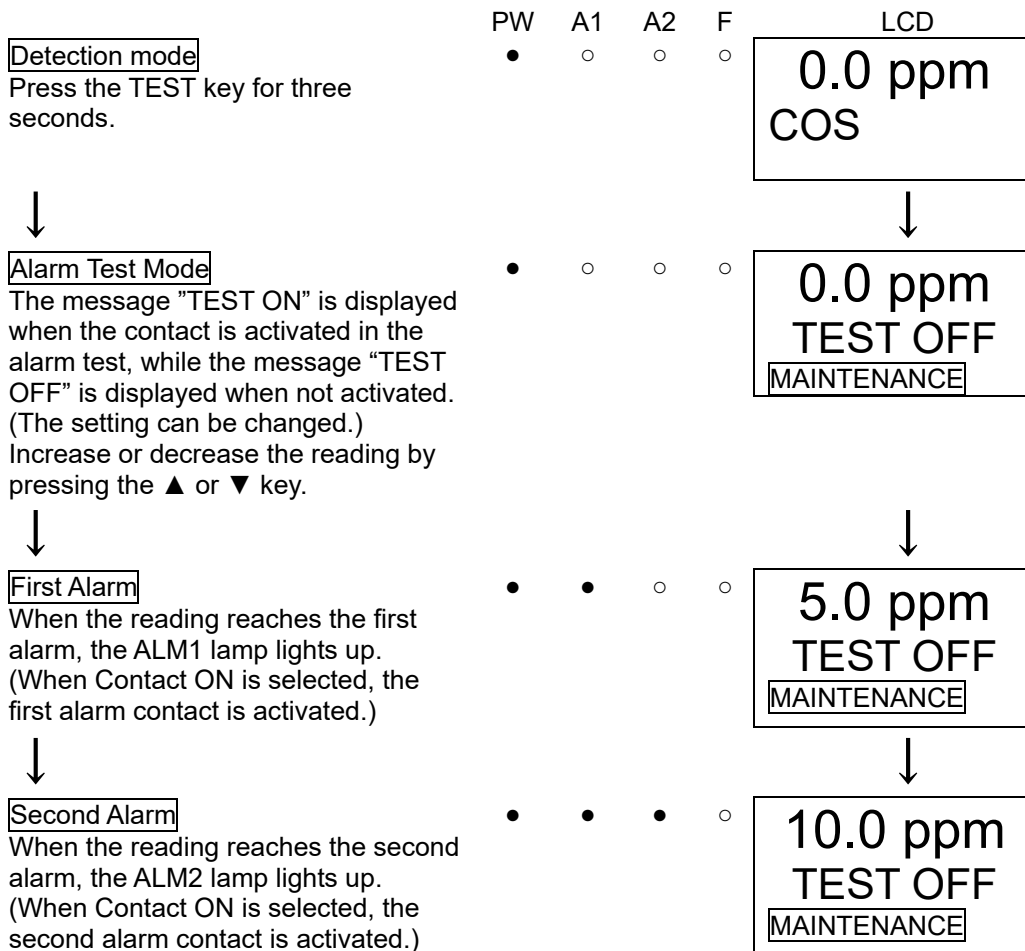 PW A1 A2 F LCD
Detection mode ● ○ ○ ○ 0.0 ppm
Press the TEST key for three
seconds.
COS
↓ ↓
Alarm Test Mode ● ○ ○ ○ 0.0 ppm
The message ”TEST ON” is displayed
when the contact is activated in the TEST OFF
alarm test, while the message “TEST
OFF” is displayed when not activated. MAINTENANCE
(The setting can be changed.)
Increase or decrease the reading by
pressing the ▲ or ▼ key.
↓ ↓
First Alarm ● ● ○ ○ 5.0 ppm
When the reading reaches the first
alarm, the ALM1 lamp lights up. TEST OFF
(When Contact ON is selected, the
first alarm contact is activated.) MAINTENANCE
↓ ↓
Second Alarm ● ● ● ○ 10.0 ppm
When the reading reaches the second
alarm, the ALM2 lamp lights up. TEST OFF
(When Contact ON is selected, the
second alarm contact is activated.) MAINTENANCE